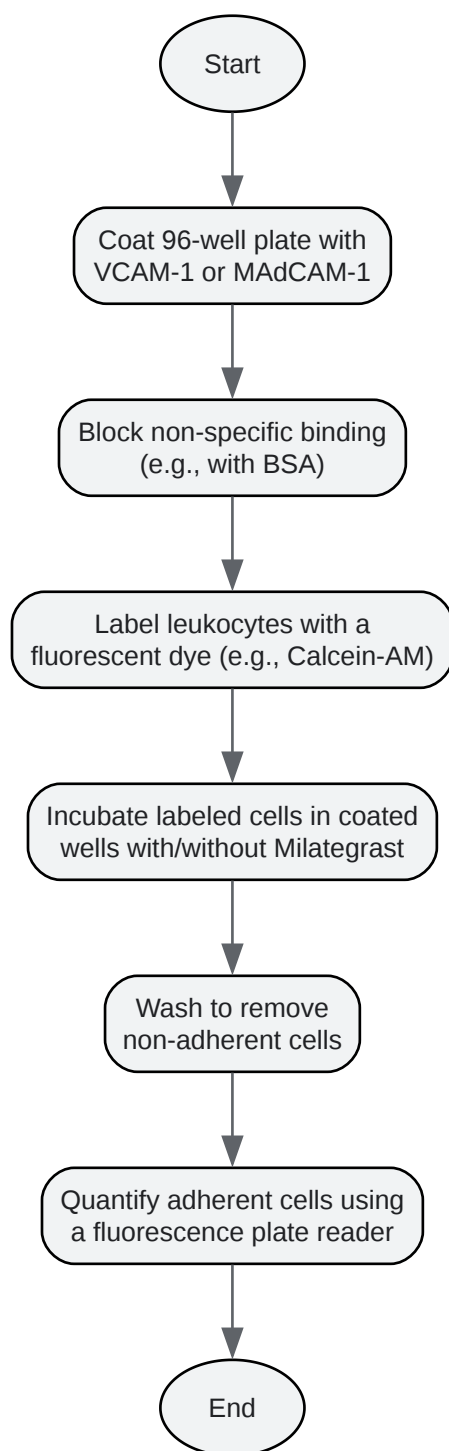 Start
Coat 96-well plate with
VCAM-1 or MAdCAM-1
Block non-specific binding
(e.g., with BSA)
Label leukocytes with a
fluorescent dye (e.g., Calcein-AM)
Incubate labeled cells in coated
wells with/without Milategrast
Wash to remove
non-adherent cells
Quantify adherent cells using
a fluorescence plate reader
End